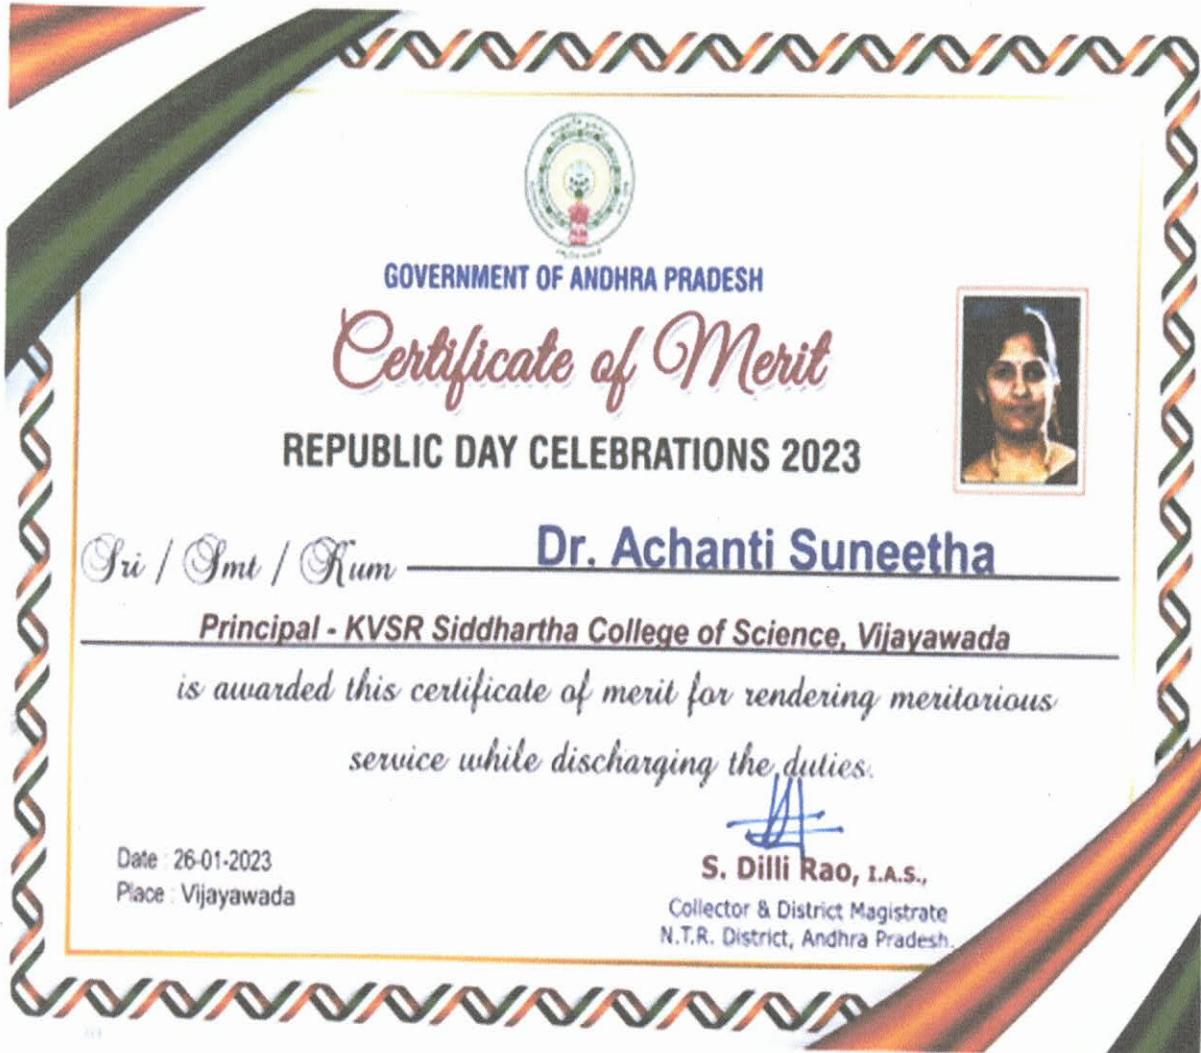 GOVERNMENT OF ANDHRA PRADESH
Certificate of Merit
REPUBLIC DAY CELEBRATIONS 2023
Sri / Smt / Kum Dr. Achanti Suneetha
Principal - KVSR Siddhartha College of Science, Vijayawada
is awarded this certificate of merit for rendering meritorious
service while discharging the duties.
Date : 26-01-2023
Place : Vijayawada
S. Dilli Rao, I.A.S.,
Collector & District Magistrate
N.T.R. District, Andhra Pradesh.